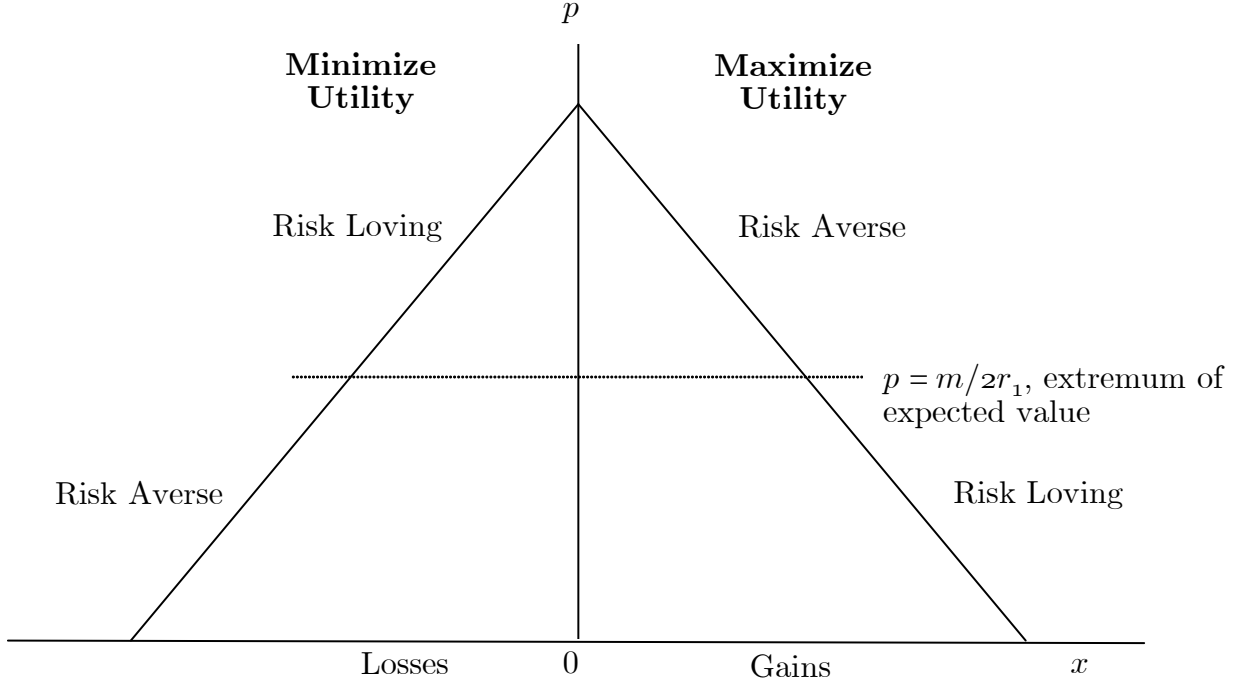 p
Minimize
Utility
Maximize
Utility
Risk Loving
Risk Averse
p = m/2r₁, extremum of
expected value
Risk Averse
Risk Loving
Losses
0
Gains
x